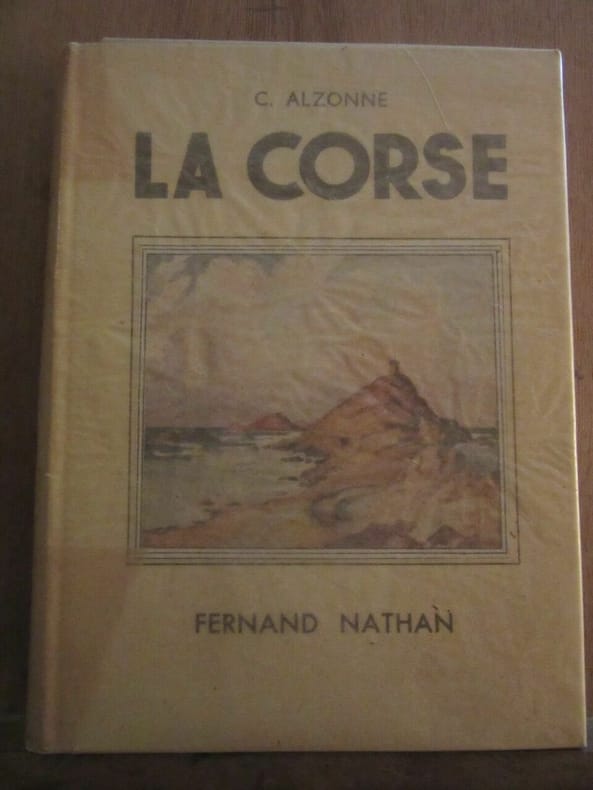 C. ALZONNE
LA CORSE
FERNAND NATHAN